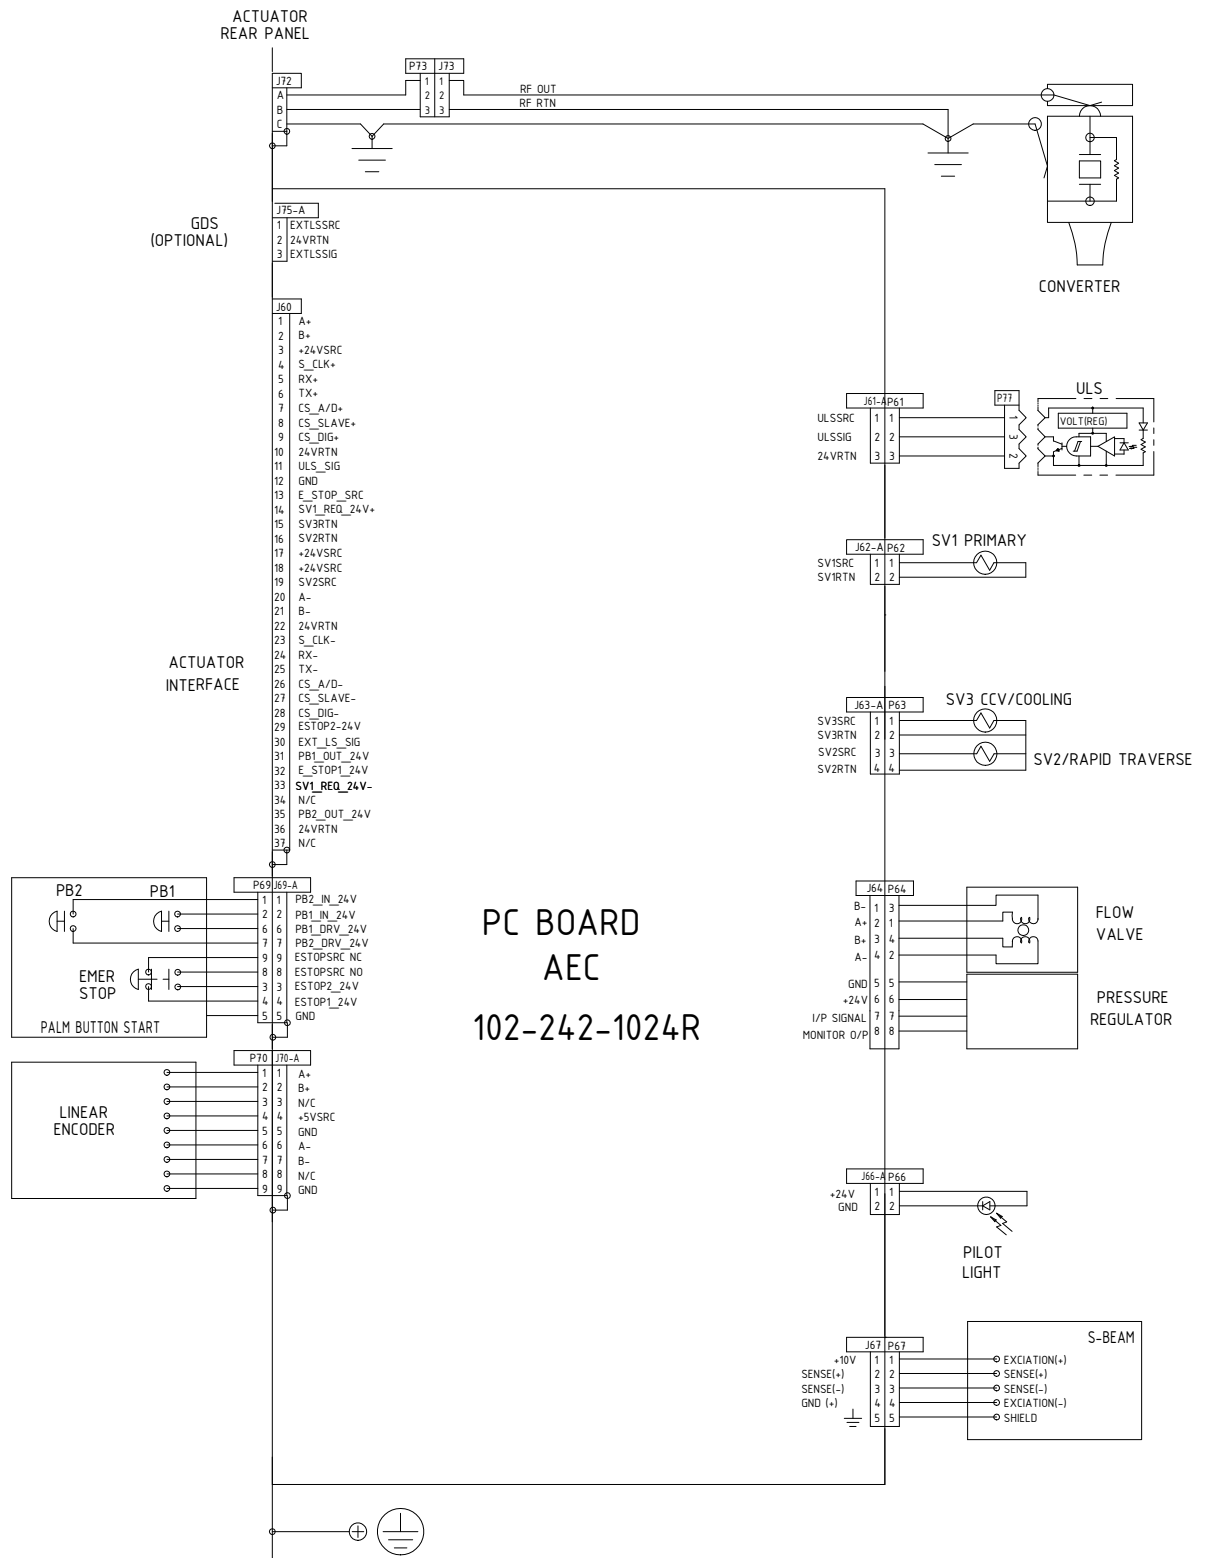 ACTUATOR
REAR PANEL
J72
A
B
C
P73 J73
1 1
2 2
3 3
RF OUT
RF RTN
CONVERTER
GDS
(OPTIONAL)
J75-A
1 EXTLSSRC
2 24VRTN
3 EXTLSSIG
ACTUATOR
INTERFACE
J60
1 A+
2 B+
3 +24VSRC
4 S_CLK+
5 RX+
6 TX+
7 CS_A/D+
8 CS_SLAVE+
9 CS_DIG+
10 24VRTN
11 ULS_SIG
12 GND
13 E_STOP_SRC
14 SV1_REQ_24V+
15 SV3RTN
16 SV2RTN
17 +24VSRC
18 +24VSRC
19 SV2SRC
20 A-
21 B-
22 24VRTN
23 S_CLK-
24 RX-
25 TX-
26 CS_A/D-
27 CS_SLAVE-
28 CS_DIG-
29 ESTOP2-24V
30 EXT_LS_SIG
31 PB1_OUT_24V
32 E_STOP1_24V
33 SV1_REQ_24V-
34 N/C
35 PB2_OUT_24V
36 24VRTN
37 N/C
PB2 PB1
EMER
STOP
PALM BUTTON START
P69 J69-A
1 1 PB2_IN_24V
2 2 PB1_IN_24V
6 6 PB1_DRV_24V
7 7 PB2_DRV_24V
9 9 ESTOPSRC NC
8 8 ESTOPSRC NO
3 3 ESTOP2_24V
4 4 ESTOP1_24V
5 5 GND
LINEAR
ENCODER
P70 J70-A
1 1 A+
2 2 B+
3 3 N/C
4 4 +5VSRC
5 5 GND
6 6 A-
7 7 B-
8 8 N/C
9 9 GND
PC BOARD
AEC
102-242-1024R
J61-A P61
ULSSRC 1 1
ULSSIG 2 2
24VRTN 3 3
P77
1
3
2
ULS
VOLT(REG)
J62-A P62
SV1SRC 1 1
SV1RTN 2 2
SV1 PRIMARY
J63-A P63
SV3SRC 1 1
SV3RTN 2 2
SV2SRC 3 3
SV2RTN 4 4
SV3 CCV/COOLING
SV2/RAPID TRAVERSE
J64 P64
B- 1 3
A+ 2 1
B+ 3 4
A- 4 2
GND 5 5
+24V 6 6
I/P SIGNAL 7 7
MONITOR O/P 8 8
FLOW
VALVE
PRESSURE
REGULATOR
J66-A P66
+24V 1 1
GND 2 2
PILOT
LIGHT
J67 P67
+10V 1 1
SENSE(+) 2 2
SENSE(-) 3 3
GND (+) 4 4
5 5
S-BEAM
EXCIATION(+)
SENSE(+)
SENSE(-)
EXCIATION(-)
SHIELD